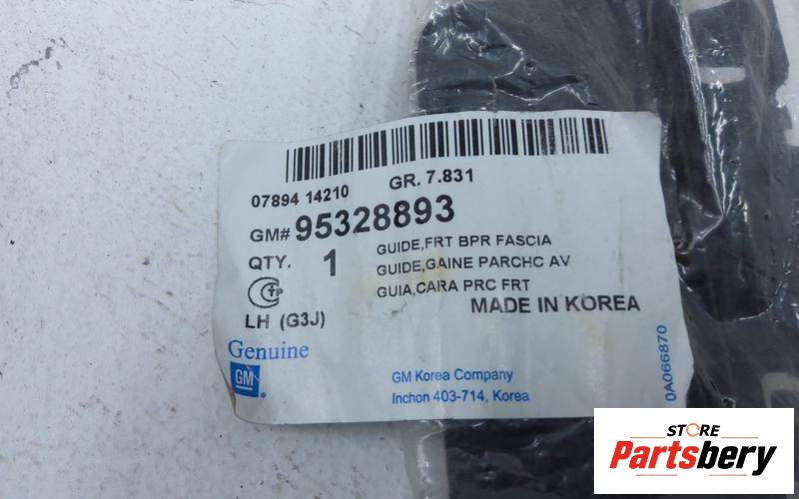 07894 14210 GR. 7.831
GM# 95328893
QTY. 1
GUIDE,FRT BPR FASCIA
GUIDE,GAINE PARCHC AV
GUIA,CARA PRC FRT
MADE IN KOREA
LH (G3J)
Genuine
GM
GM Korea Company
Inchon 403-714, Korea
0A066870
STORE
Partsbery